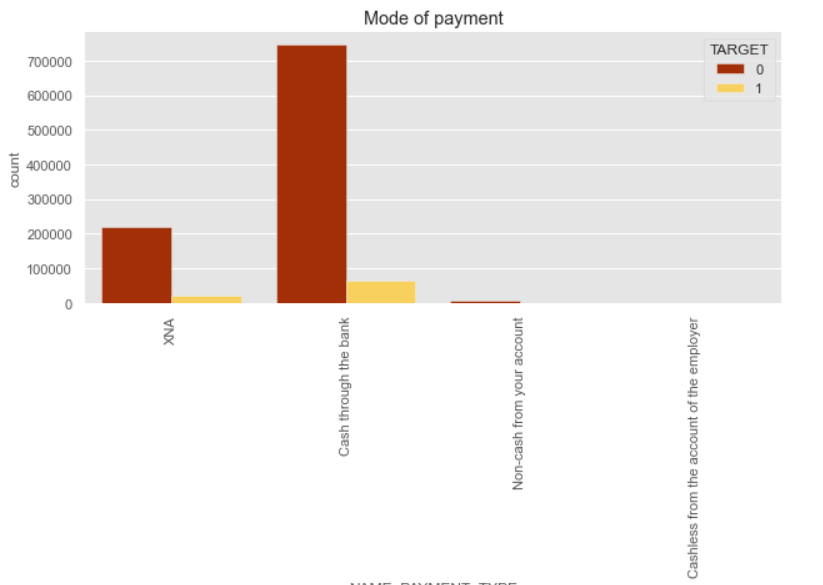 Mode of payment
TARGET
0
1
count
700000
600000
500000
400000
300000
200000
100000
0
XNA
Cash through the bank
Non-cash from your account
Cashless from the account of the employer
NAME_PAYMENT_TYPE